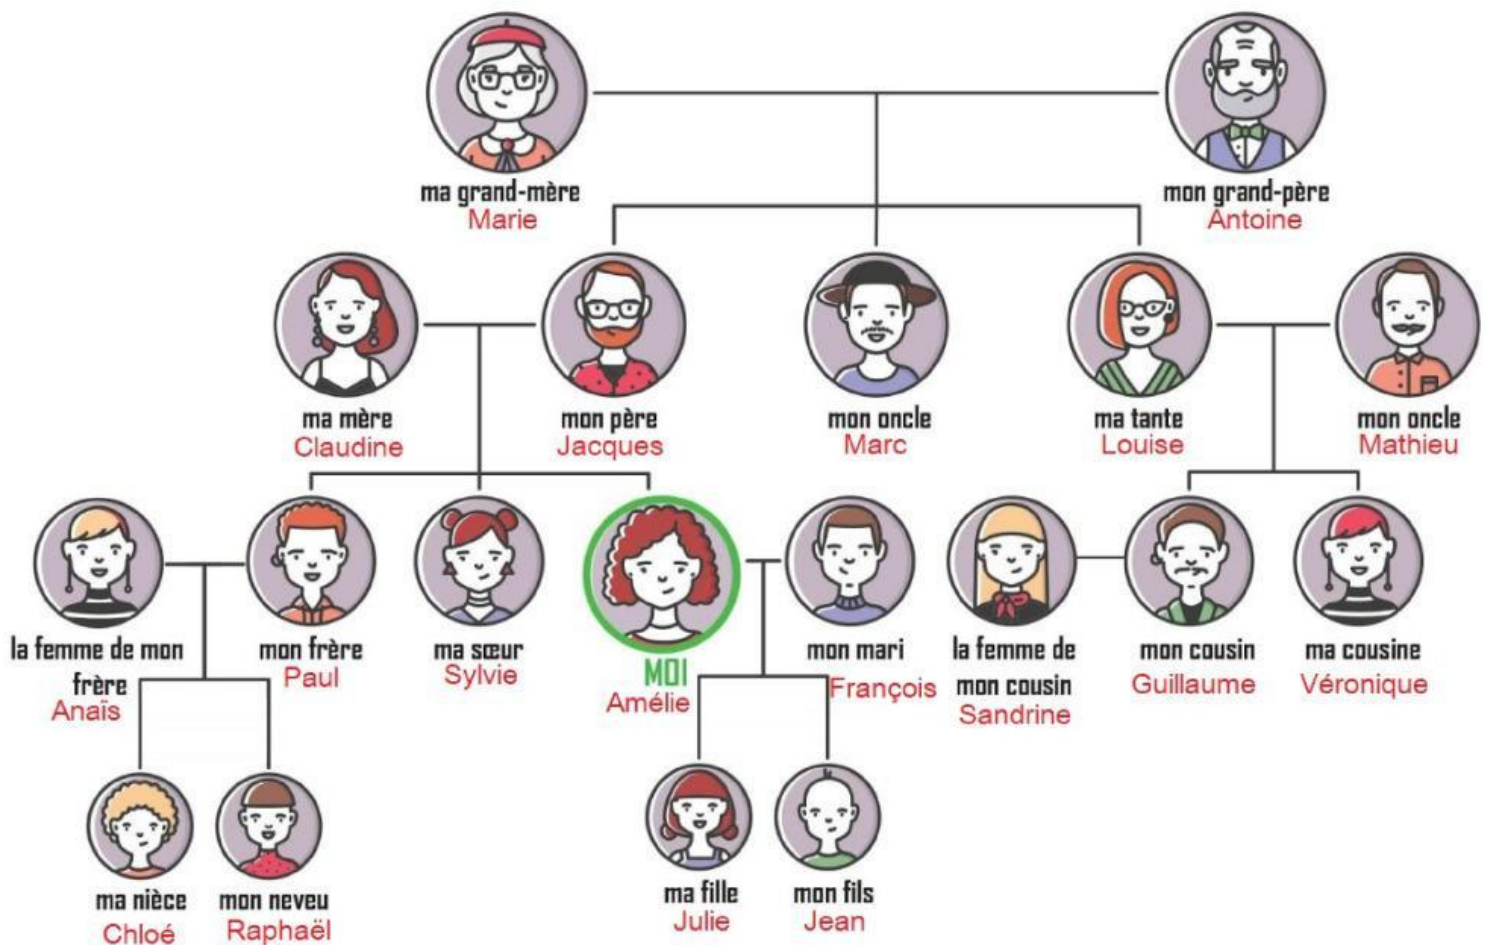 ma grand-mère
Marie
mon grand-père
Antoine
ma mère
Claudine
mon père
Jacques
mon oncle
Marc
ma tante
Louise
mon oncle
Mathieu
la femme de mon
frère
Anaïs
mon frère
Paul
ma sœur
Sylvie
MOI
Amélie
mon mari
François
la femme de
mon cousin
Sandrine
mon cousin
Guillaume
ma cousine
Véronique
ma nièce
Chloé
mon neveu
Raphaël
ma fille
Julie
mon fils
Jean